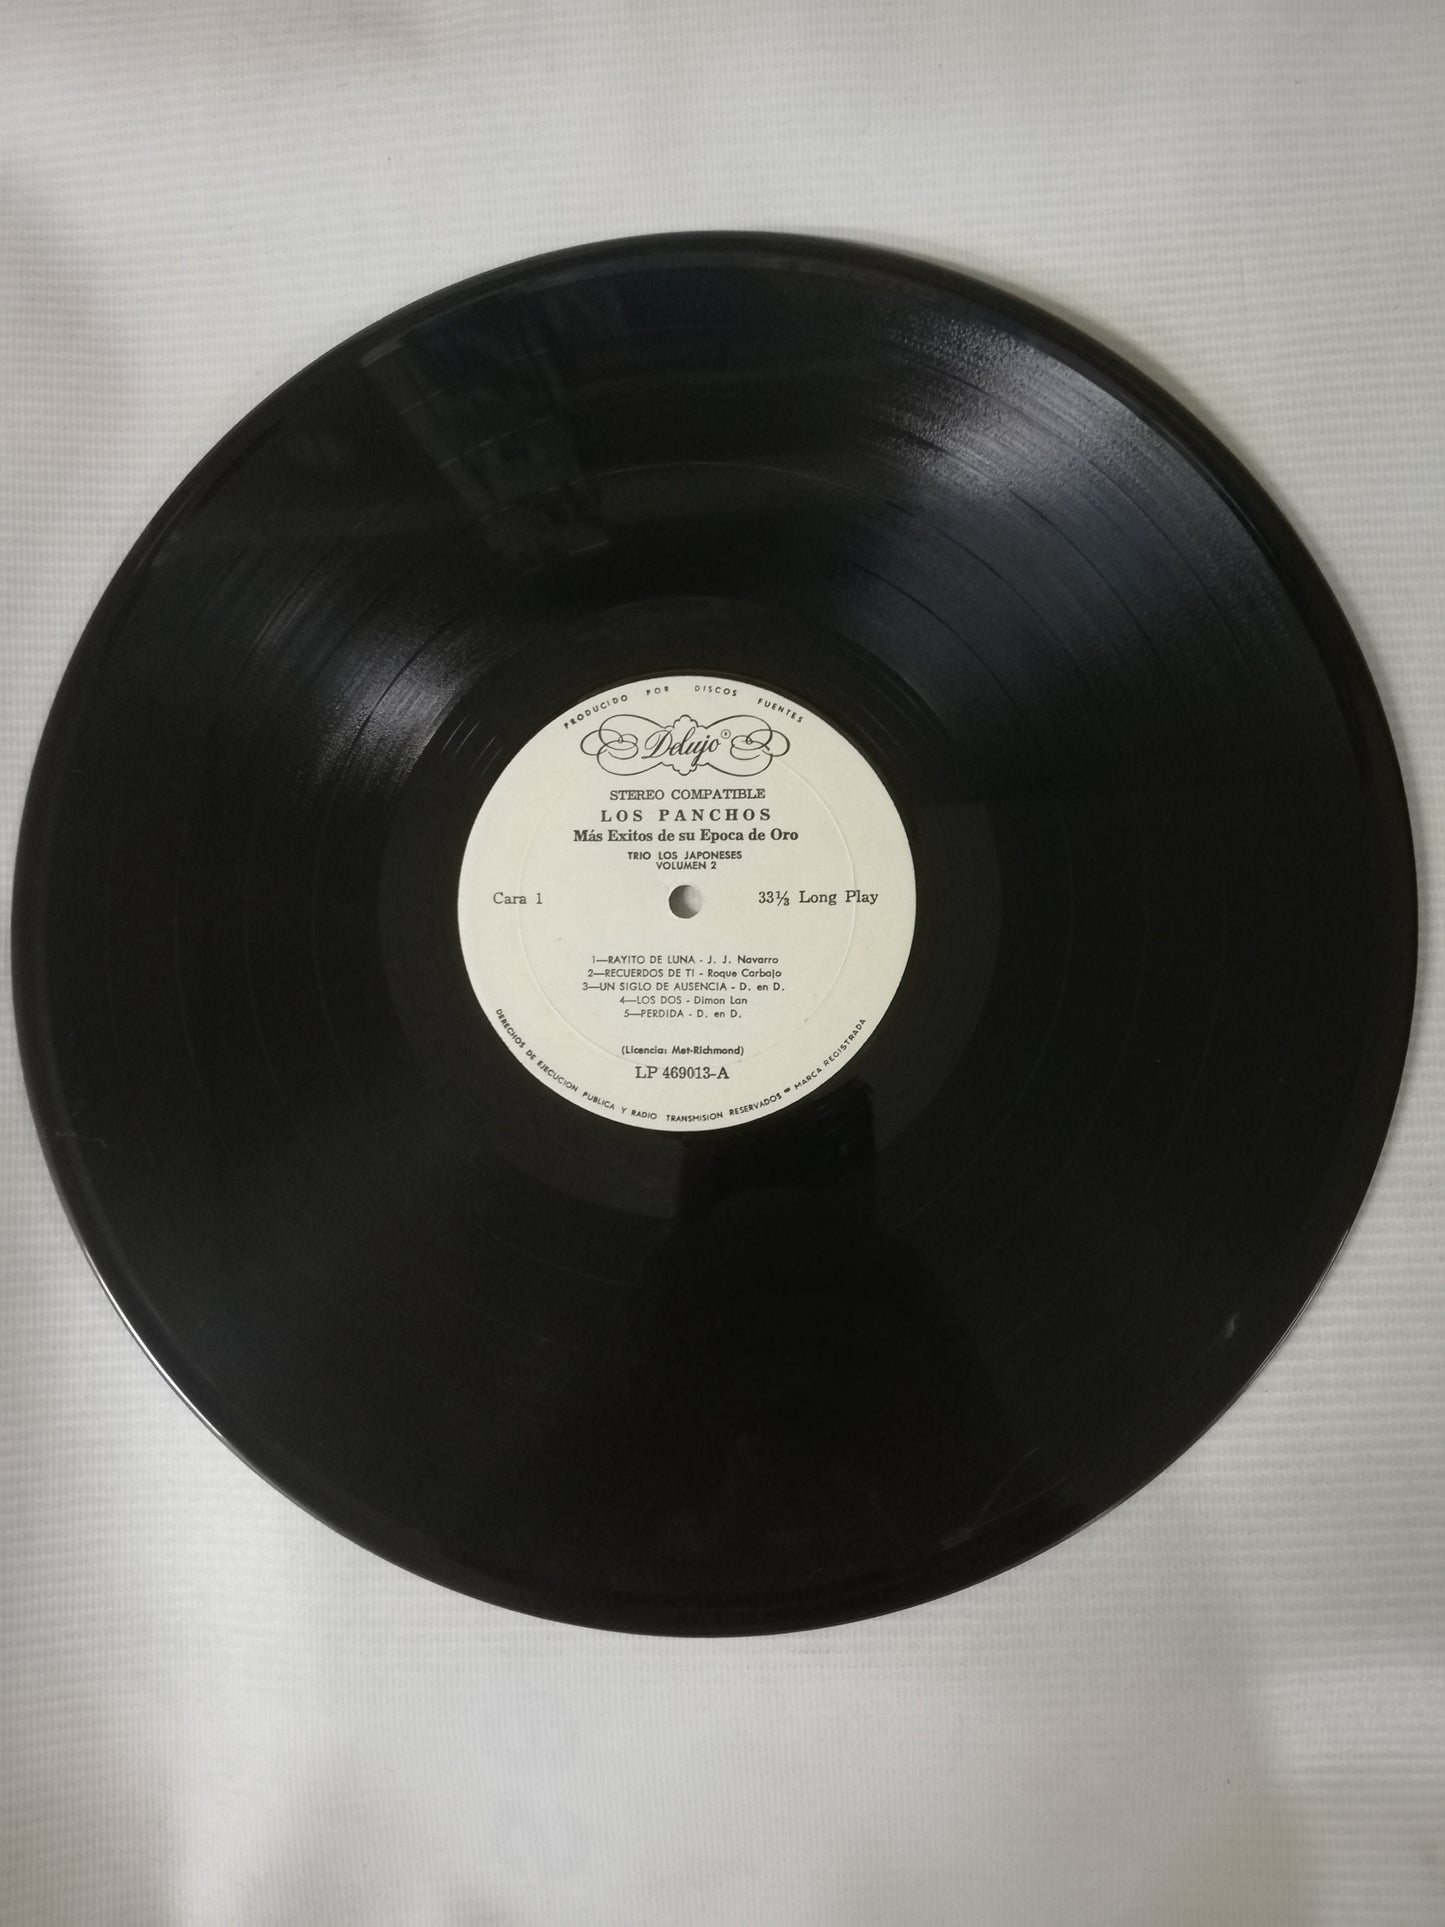 PRODUCIDO POR DISCOS FUENTES
Delujo®
STEREO COMPATIBLE
LOS PANCHOS
Más Exitos de su Epoca de Oro
TRIO LOS JAPONESES
VOLUMEN 2
Cara 1
33⅓ Long Play
1—RAYITO DE LUNA - J. J. Navarro
2—RECUERDOS DE TI - Roque Carbajo
3—UN SIGLO DE AUSENCIA - D. en D.
4—LOS DOS - Dimon Lan
5—PERDIDA - D. en D.
(Licencia: Met-Richmond)
LP 469013-A
DERECHOS DE EJECUCION PUBLICA Y RADIO TRANSMISION RESERVADOS - MARCA REGISTRADA